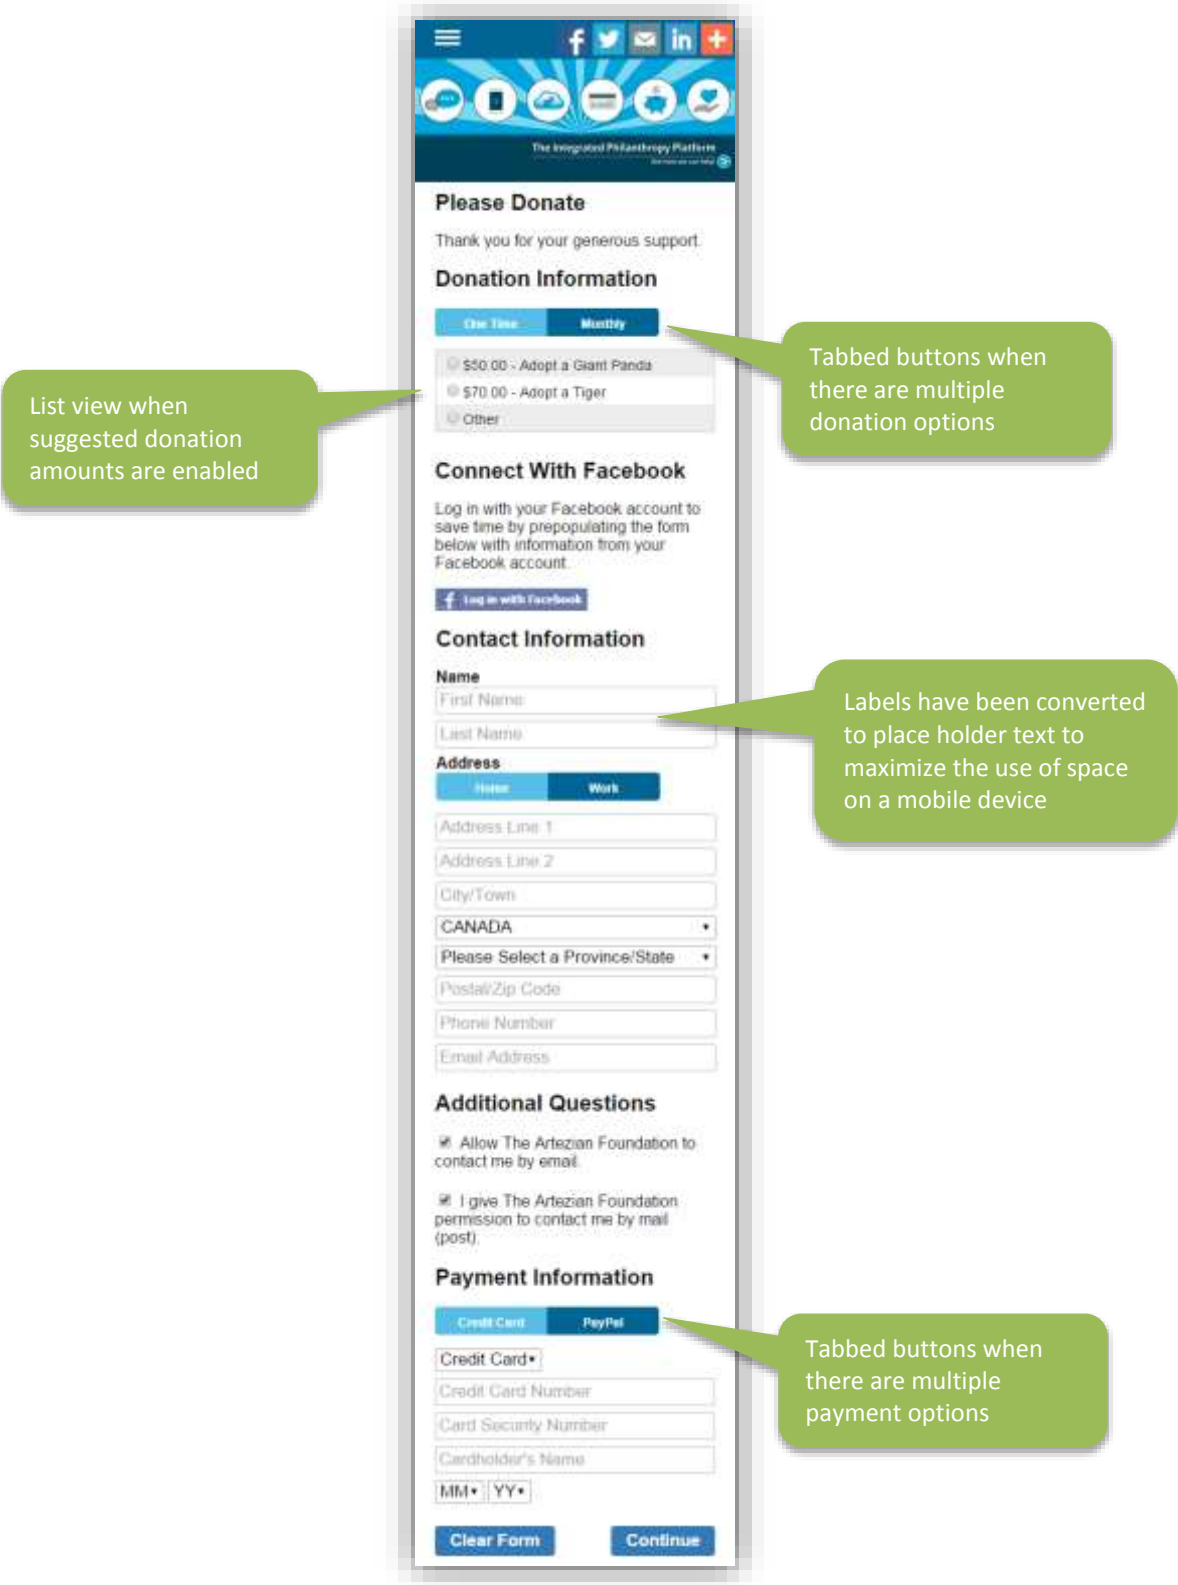 The Integrated Philanthropy Platform
Please Donate
Thank you for your generous support.
Donation Information
One Time
Monthly
Tabbed buttons when
there are multiple
donation options
$50.00 - Adopt a Giant Panda
$70.00 - Adopt a Tiger
Other
List view when
suggested donation
amounts are enabled
Connect With Facebook
Log in with your Facebook account to
save time by prepopulating the form
below with information from your
Facebook account.
Log in with Facebook
Contact Information
Name
First Name
Last Name
Labels have been converted
to place holder text to
maximize the use of space
on a mobile device
Address
Home
Work
Address Line 1
Address Line 2
City/Town
CANADA
Please Select a Province/State
Postal/Zip Code
Phone Number
Email Address
Additional Questions
Allow The Artezian Foundation to
contact me by email.
I give The Artezian Foundation
permission to contact me by mail
(post).
Payment Information
Credit Card
PayPal
Tabbed buttons when
there are multiple
payment options
Credit Card
Credit Card Number
Card Security Number
Cardholder's Name
MM YY
Clear Form
Continue